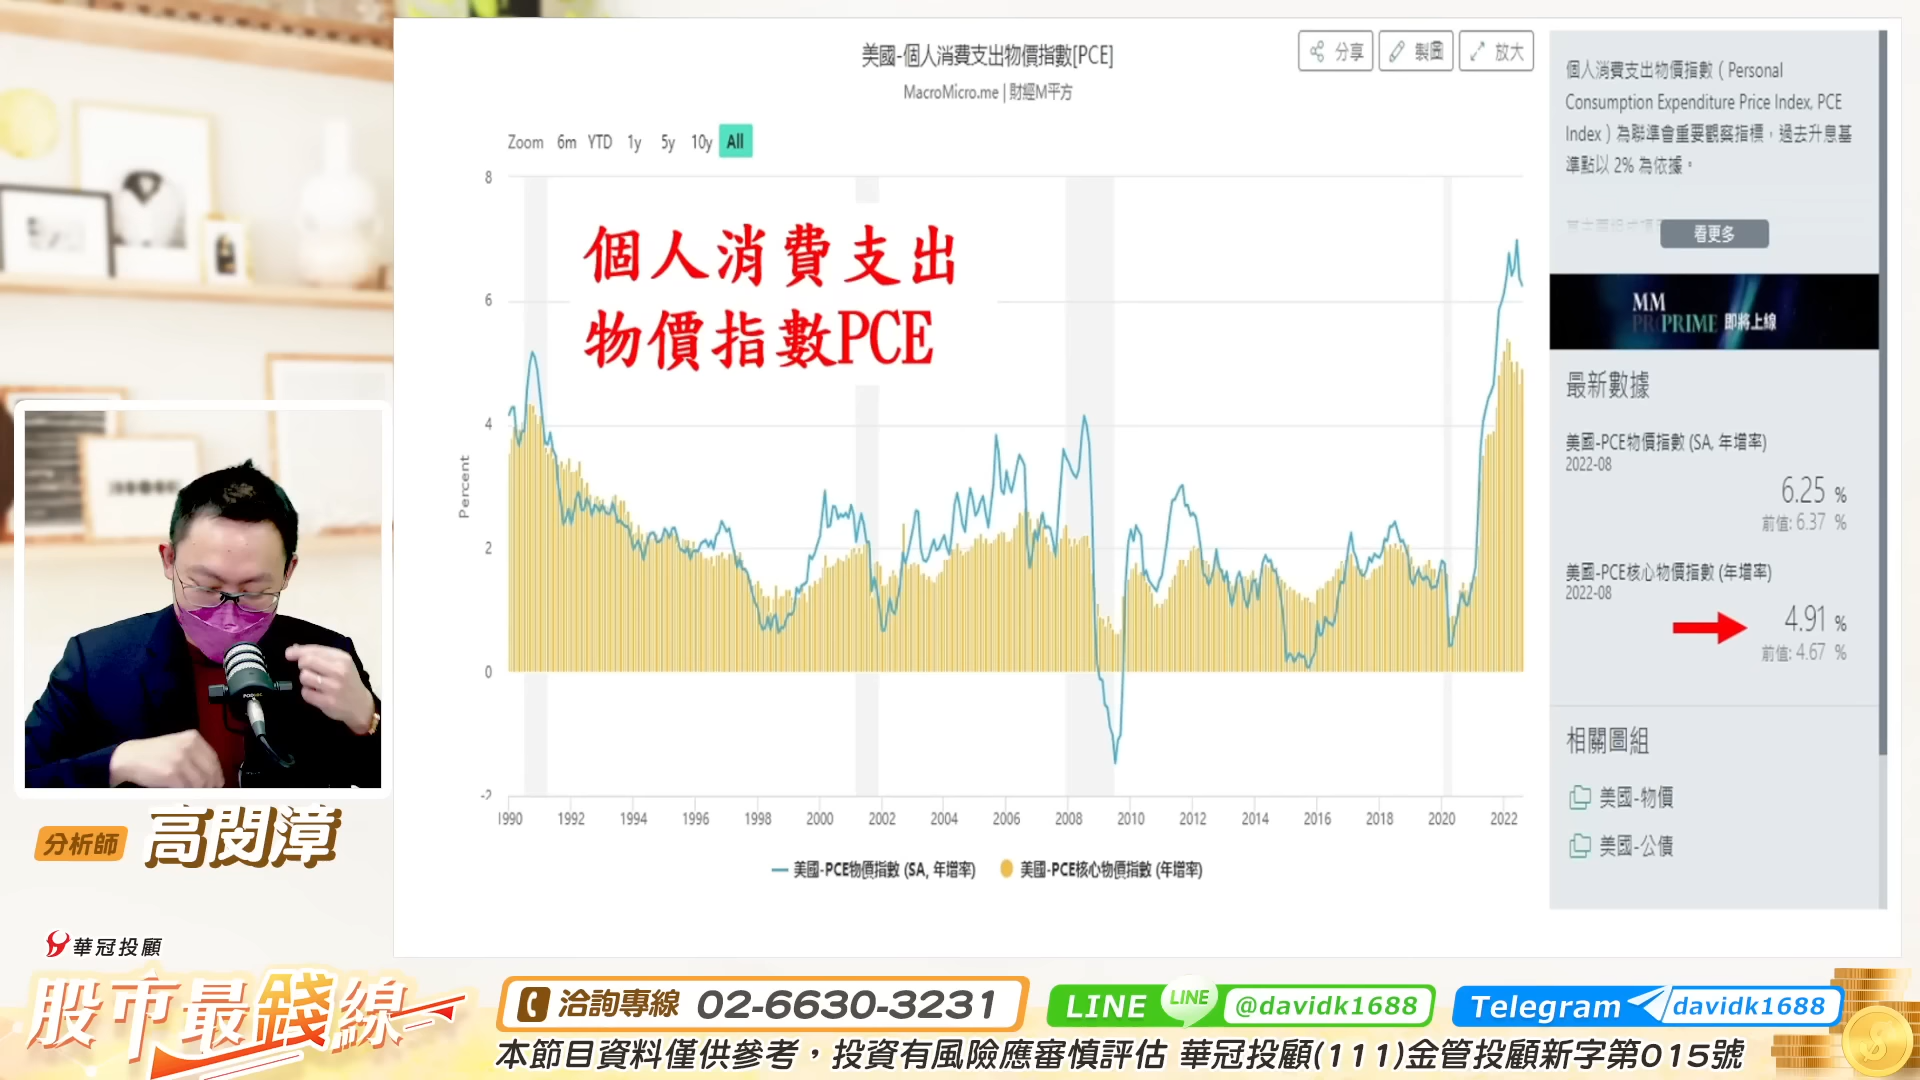 美國-個人消費支出物價指數[PCE]
MacroMicro.me | 財經M平方
分享
製圖
放大
Zoom 6m YTD 1y 5y 10y All
個人消費支出
物價指數PCE
8
6
4
2
0
-2
Percent
1990 1992 1994 1996 1998 2000 2002 2004 2006 2008 2010 2012 2014 2016 2018 2020 2022
美國-PCE物價指數 (SA, 年增率)
美國-PCE核心物價指數 (年增率)
個人消費支出物價指數 ( Personal
Consumption Expenditure Price Index, PCE
Index ) 為聯準會重要觀察指標，過去升息基
準點以 2% 為依據。
看更多
MM
PRIME 即將上線
最新數據
美國-PCE物價指數 (SA, 年增率)
2022-08
6.25 %
前值: 6.37 %
美國-PCE核心物價指數 (年增率)
2022-08
4.91 %
前值: 4.67 %
相關圖組
美國-物價
美國-公債
分析師 高閔漳
華冠投顧
股市最錢線
洽詢專線 02-6630-3231
LINE LINE @davidk1688
Telegram davidk1688
本節目資料僅供參考，投資有風險應審慎評估 華冠投顧(111)金管投顧新字第015號